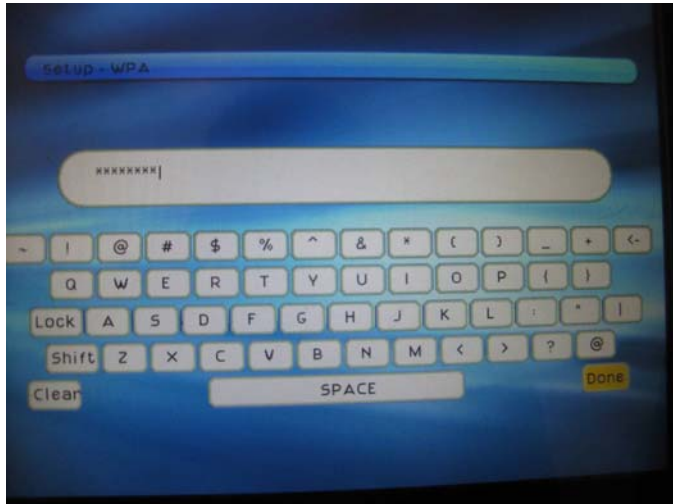 Setup - WPA
********
~ ! @ # $ % ^ & * ( ) _ + <-
Q W E R T Y U I O P { }
Lock A S D F G H J K L : " |
Shift Z X C V B N M < > ? @
Clear SPACE Done